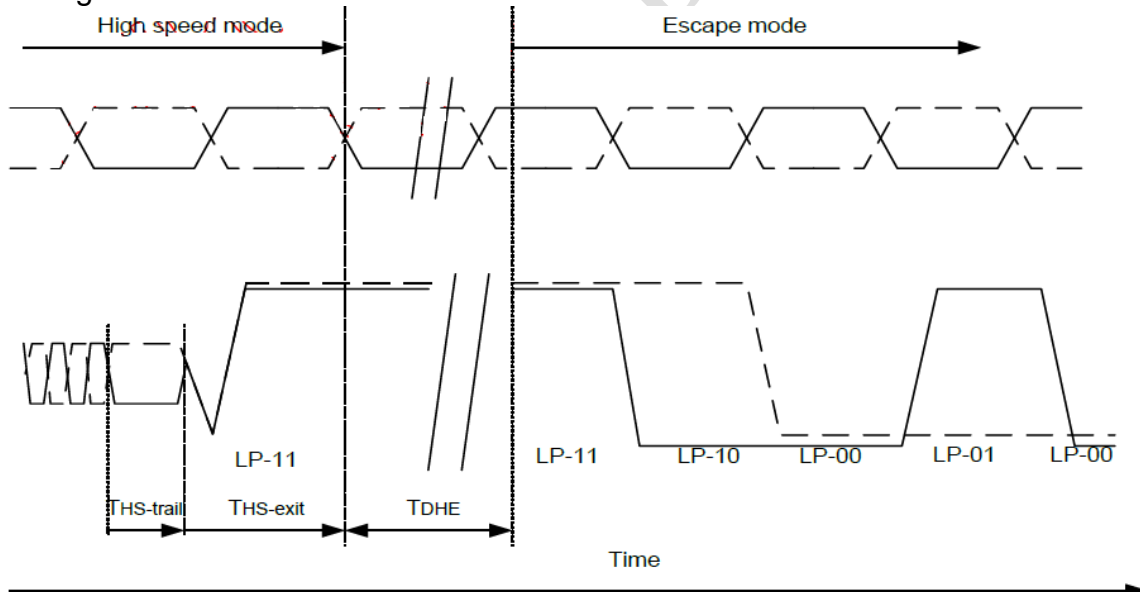 High speed mode
Escape mode
LP-11
LP-11
LP-10
LP-00
LP-01
LP-00
THS-trail
THS-exit
TDHE
Time